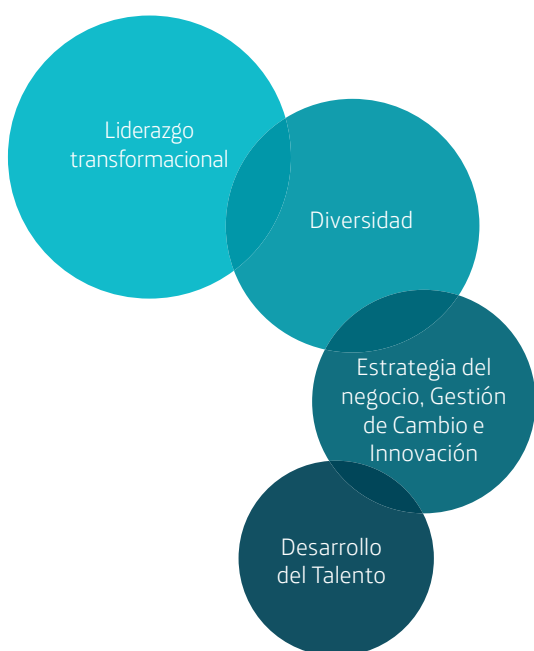 Liderazgo
transformacional
Diversidad
Estrategia del
negocio, Gestión
de Cambio e
Innovación
Desarrollo
del Talento